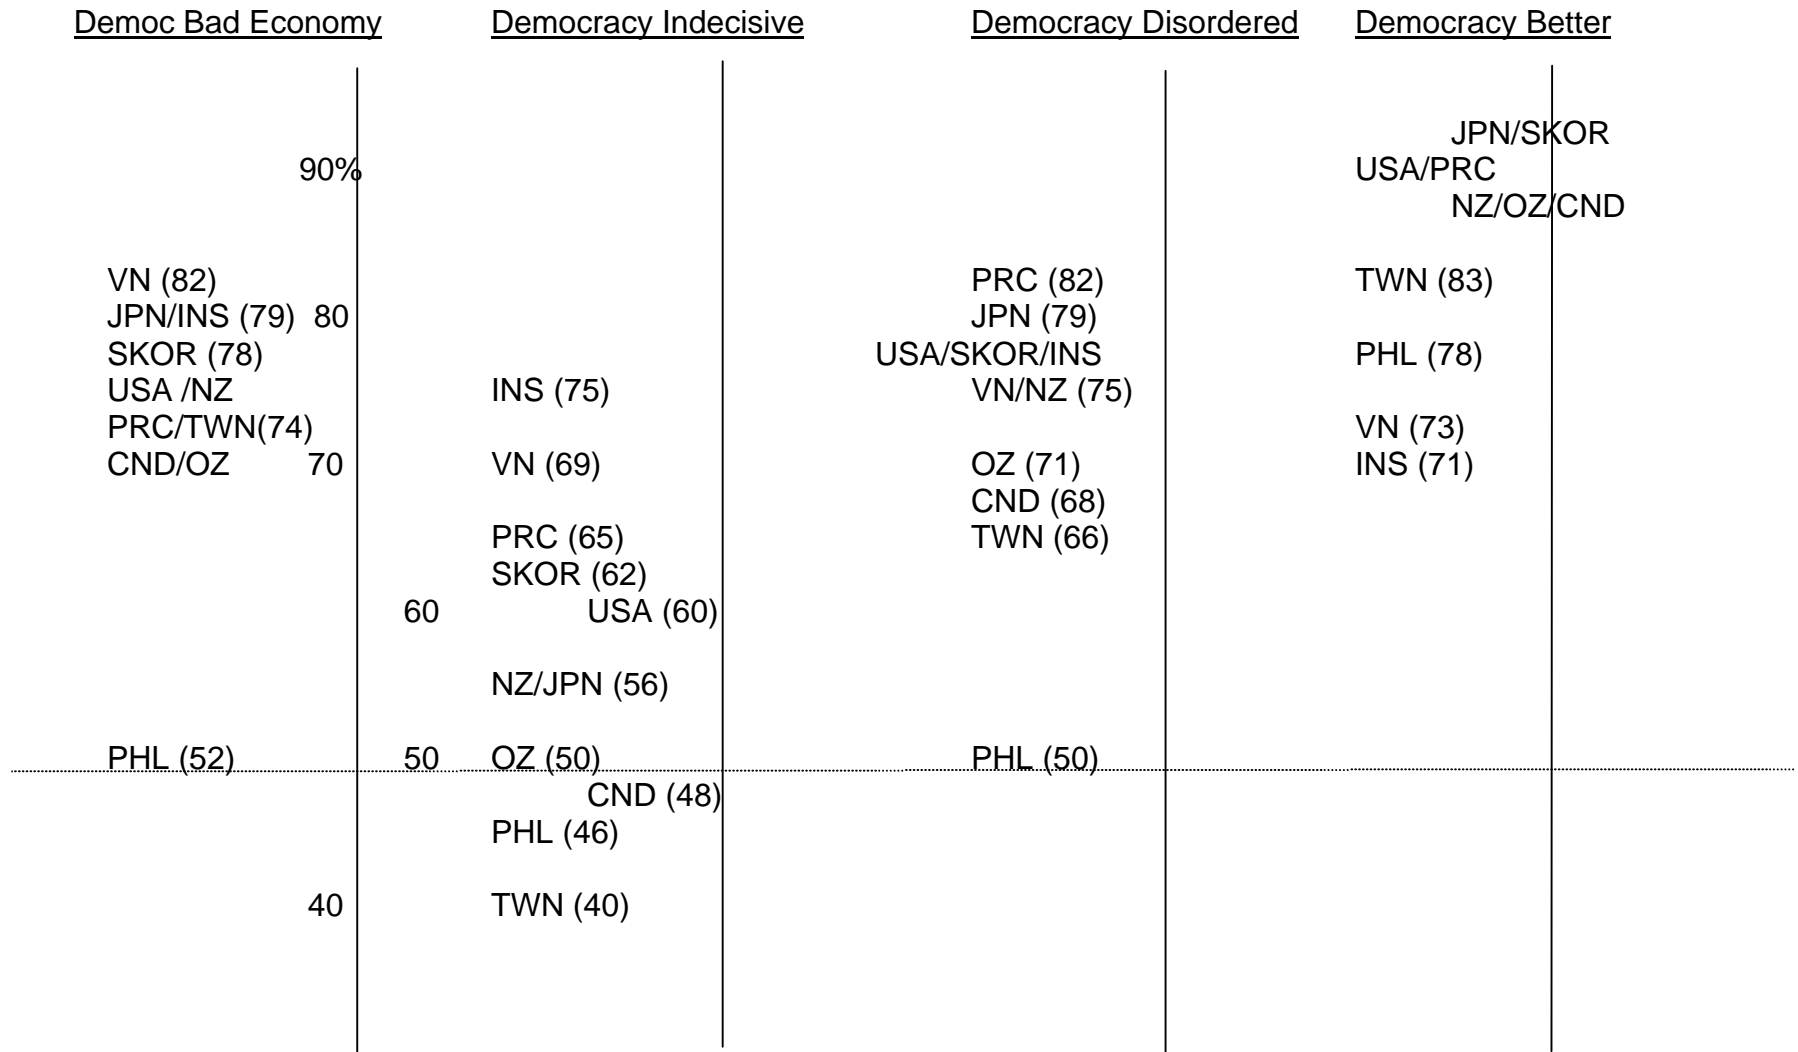 Democ Bad Economy Democracy Indecisive Democracy Disordered Democracy Better
JPN/SKOR
90% USA/PRC
NZ/OZ/CND
VN (82) PRC (82) TWN (83)
JPN/INS (79) 80 JPN (79)
SKOR (78) USA/SKOR/INS PHL (78)
USA /NZ INS (75) VN/NZ (75)
PRC/TWN(74) VN (73)
CND/OZ 70 VN (69) OZ (71) INS (71)
CND (68)
PRC (65) TWN (66)
SKOR (62)
60 USA (60)
NZ/JPN (56)
PHL (52) 50 OZ (50) PHL (50)
CND (48)
PHL (46)
40 TWN (40)